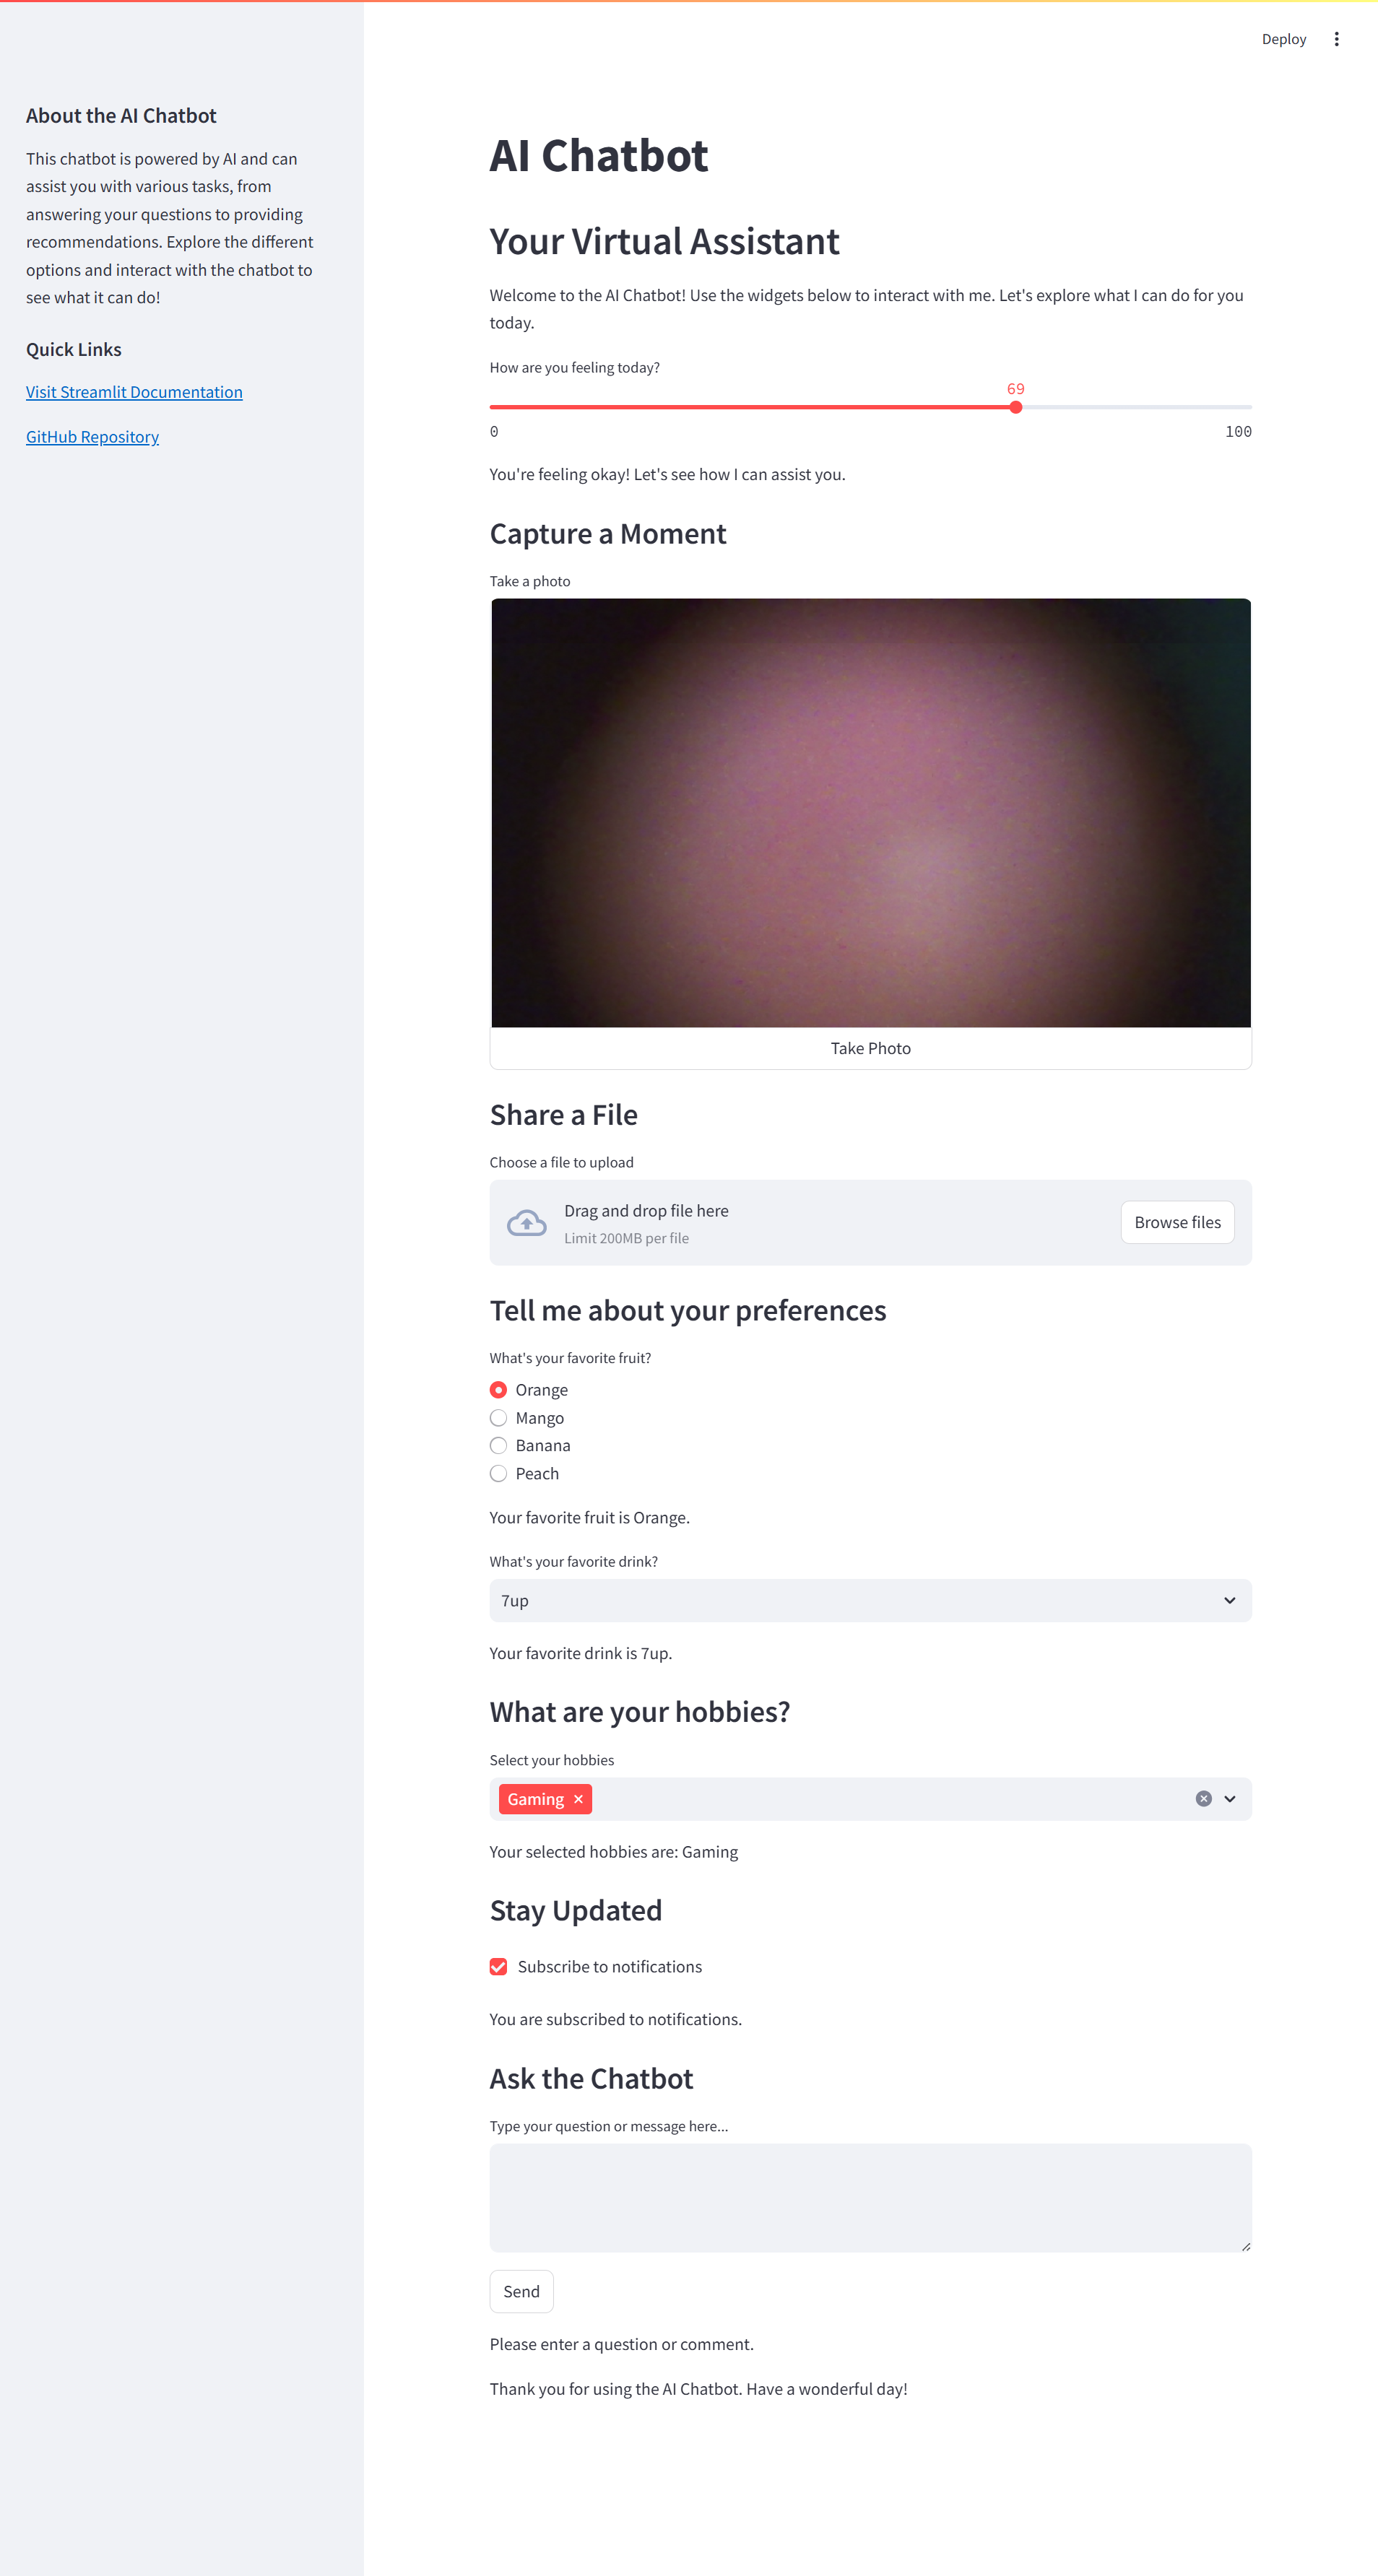 Deploy
About the AI Chatbot
This chatbot is powered by AI and can
assist you with various tasks, from
answering your questions to providing
recommendations. Explore the different
options and interact with the chatbot to
see what it can do!
Quick Links
Visit Streamlit Documentation
GitHub Repository
AI Chatbot
Your Virtual Assistant
Welcome to the AI Chatbot! Use the widgets below to interact with me. Let's explore what I can do for you
today.
How are you feeling today?
69
0 100
You're feeling okay! Let's see how I can assist you.
Capture a Moment
Take a photo
Take Photo
Share a File
Choose a file to upload
Drag and drop file here
Limit 200MB per file
Browse files
Tell me about your preferences
What's your favorite fruit?
Orange
Mango
Banana
Peach
Your favorite fruit is Orange.
What's your favorite drink?
7up
Your favorite drink is 7up.
What are your hobbies?
Select your hobbies
Gaming
Your selected hobbies are: Gaming
Stay Updated
Subscribe to notifications
You are subscribed to notifications.
Ask the Chatbot
Type your question or message here...
Send
Please enter a question or comment.
Thank you for using the AI Chatbot. Have a wonderful day!